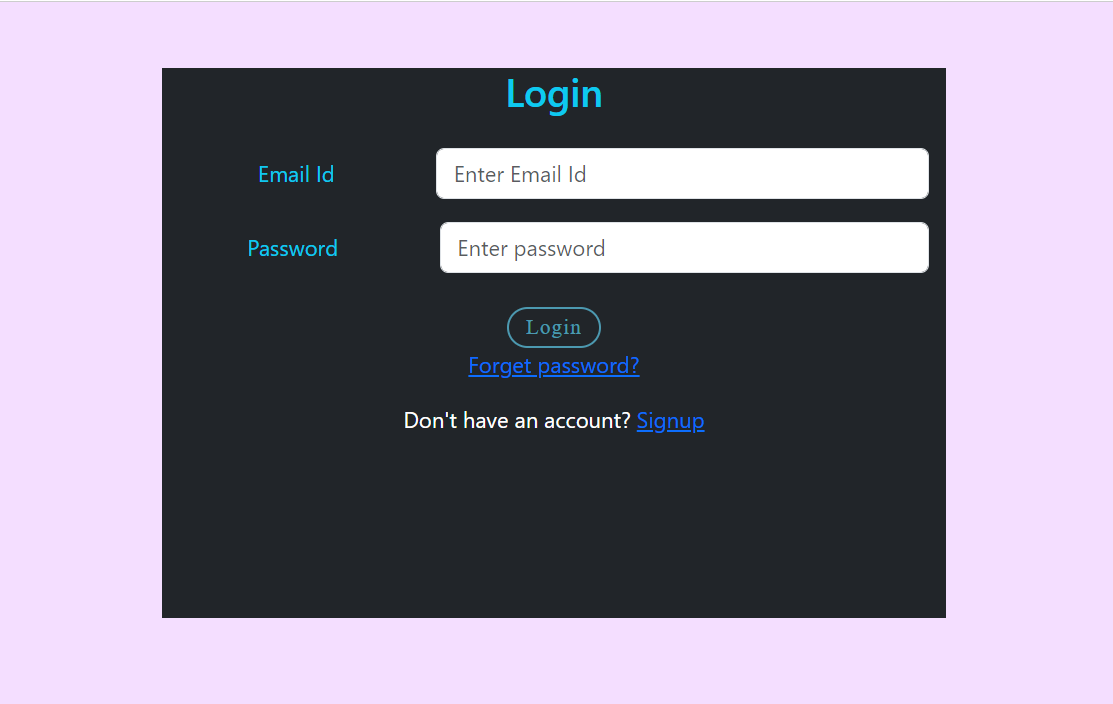 Login
Email Id Enter Email Id
Password Enter password
Login
Forget password?
Don't have an account? Signup